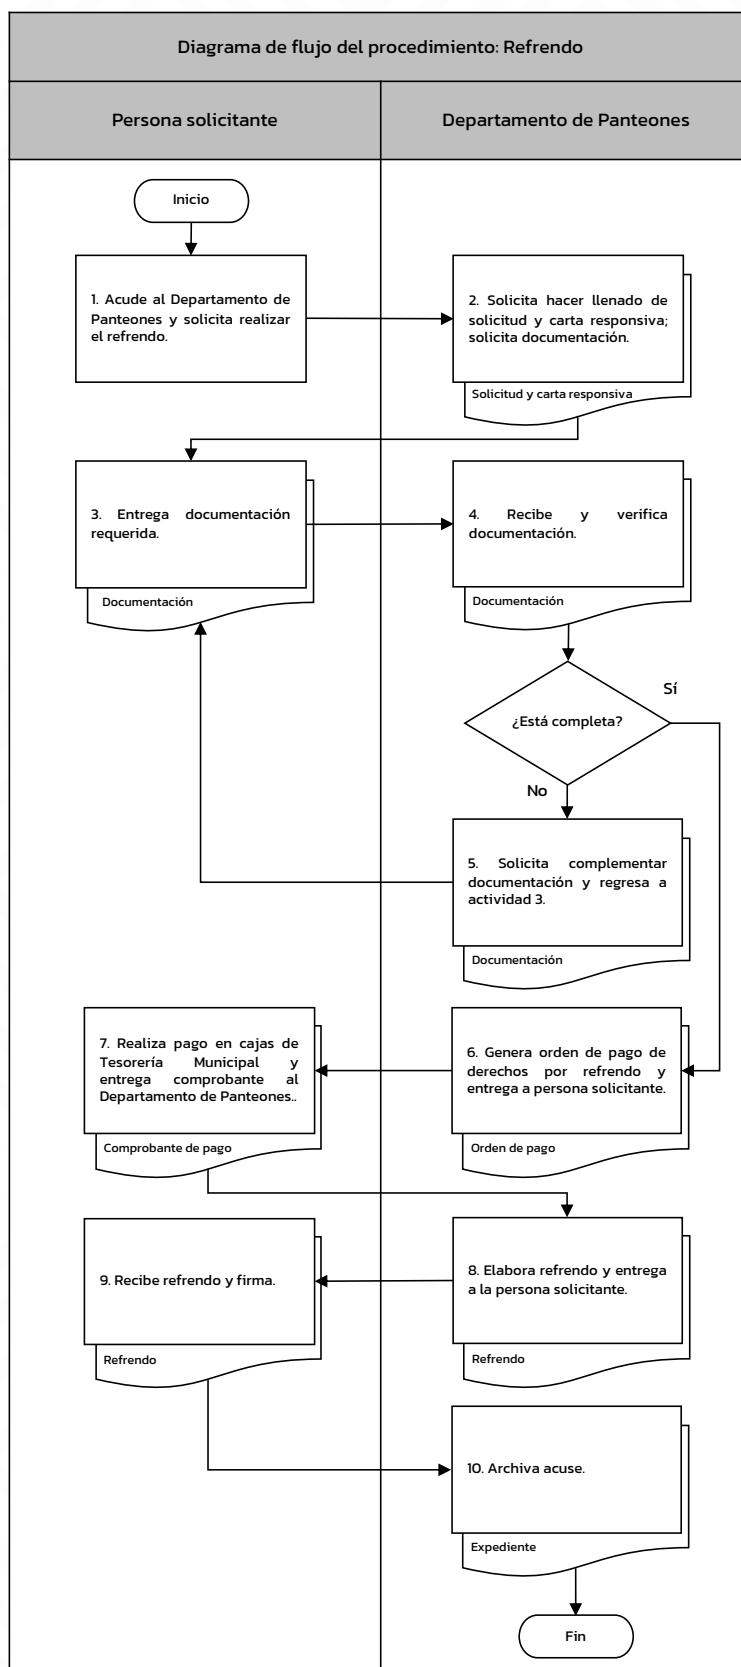 Diagrama de flujo del procedimiento: Refrendo
Persona solicitante
Departamento de Panteones
Inicio
1. Acude al Departamento de
Panteones y solicita realizar
el refrendo.
2. Solicita hacer llenado de
solicitud y carta responsiva;
solicita documentación.
Solicitud y carta responsiva
3. Entrega documentación
requerida.
Documentación
4. Recibe y verifica
documentación.
Documentación
¿Está completa?
Sí
No
5. Solicita complementar
documentación y regresa a
actividad 3.
Documentación
6. Genera orden de pago de
derechos por refrendo y
entrega a persona solicitante.
Orden de pago
7. Realiza pago en cajas de
Tesorería Municipal y
entrega comprobante al
Departamento de Panteones..
Comprobante de pago
8. Elabora refrendo y entrega
a la persona solicitante.
Refrendo
9. Recibe refrendo y firma.
Refrendo
10. Archiva acuse.
Expediente
Fin